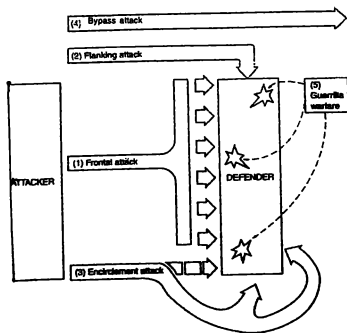 (4) Bypass attack
(2) Flanking attack
(5)
Guerrilla
warfare
(1) Frontal attack
ATTACKER
DEFENDER
(3) Encirclement attack